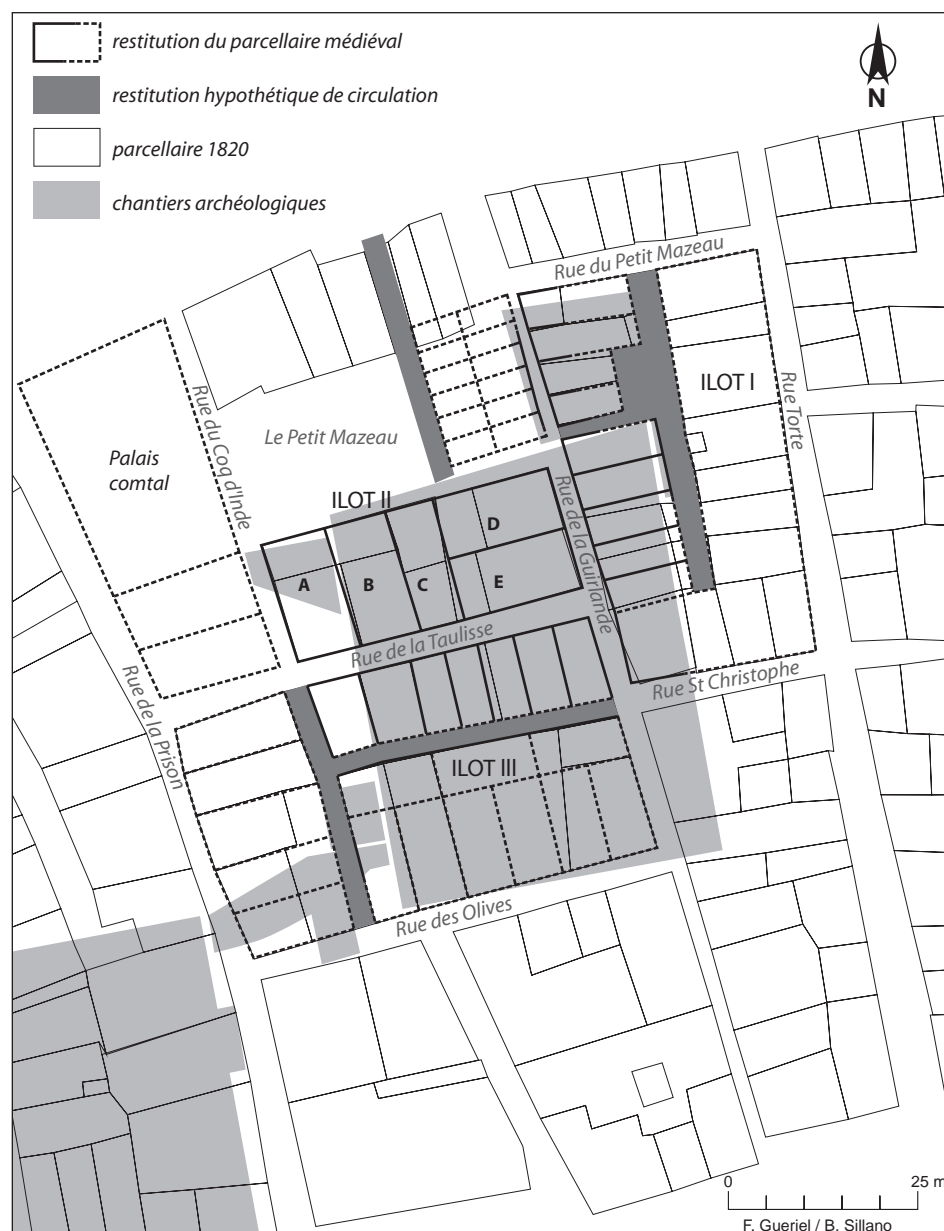 restitution du parcellaire médiéval
restitution hypothétique de circulation
parcellaire 1820
chantiers archéologiques
N
Rue du Petit Mazeau
ILOT I
Rue Torte
Rue du Coq d'Inde
Le Petit Mazeau
Palais
comtal
ILOT II
A
B
C
D
E
Rue de la Guirlande
Rue de la Taulisse
Rue St Christophe
Rue de la Prison
ILOT III
Rue des Olives
0
25 m
F. Gueriel / B. Sillano